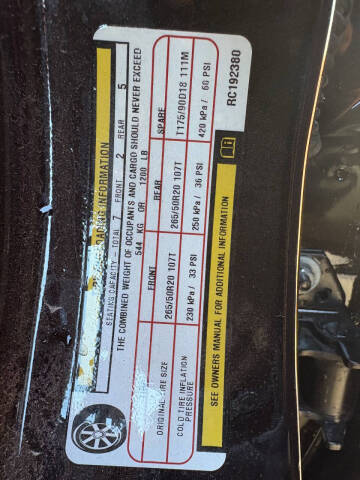 LOADING INFORMATION
SEATING CAPACITY - TOTAL 7 FRONT 2 REAR 5
THE COMBINED WEIGHT OF OCCUPANTS AND CARGO SHOULD NEVER EXCEED
544 KG OR 1200 LB
FRONT REAR SPARE
ORIGINAL TIRE SIZE 265/50R20 107T 265/50R20 107T T175/90D18 111M
COLD TIRE INFLATION PRESSURE 230 kPa / 33 PSI 250 kPa / 36 PSI 420 kPa / 60 PSI
SEE OWNERS MANUAL FOR ADDITIONAL INFORMATION
RC192380